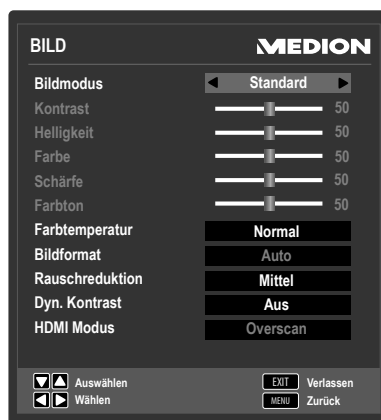 BILD MEDION
Bildmodus Standard
Kontrast 50
Helligkeit 50
Farbe 50
Schärfe 50
Farbton 50
Farbtemperatur Normal
Bildformat Auto
Rauschreduktion Mittel
Dyn. Kontrast Aus
HDMI Modus Overscan
Auswählen EXIT Verlassen
Wählen MENU Zurück